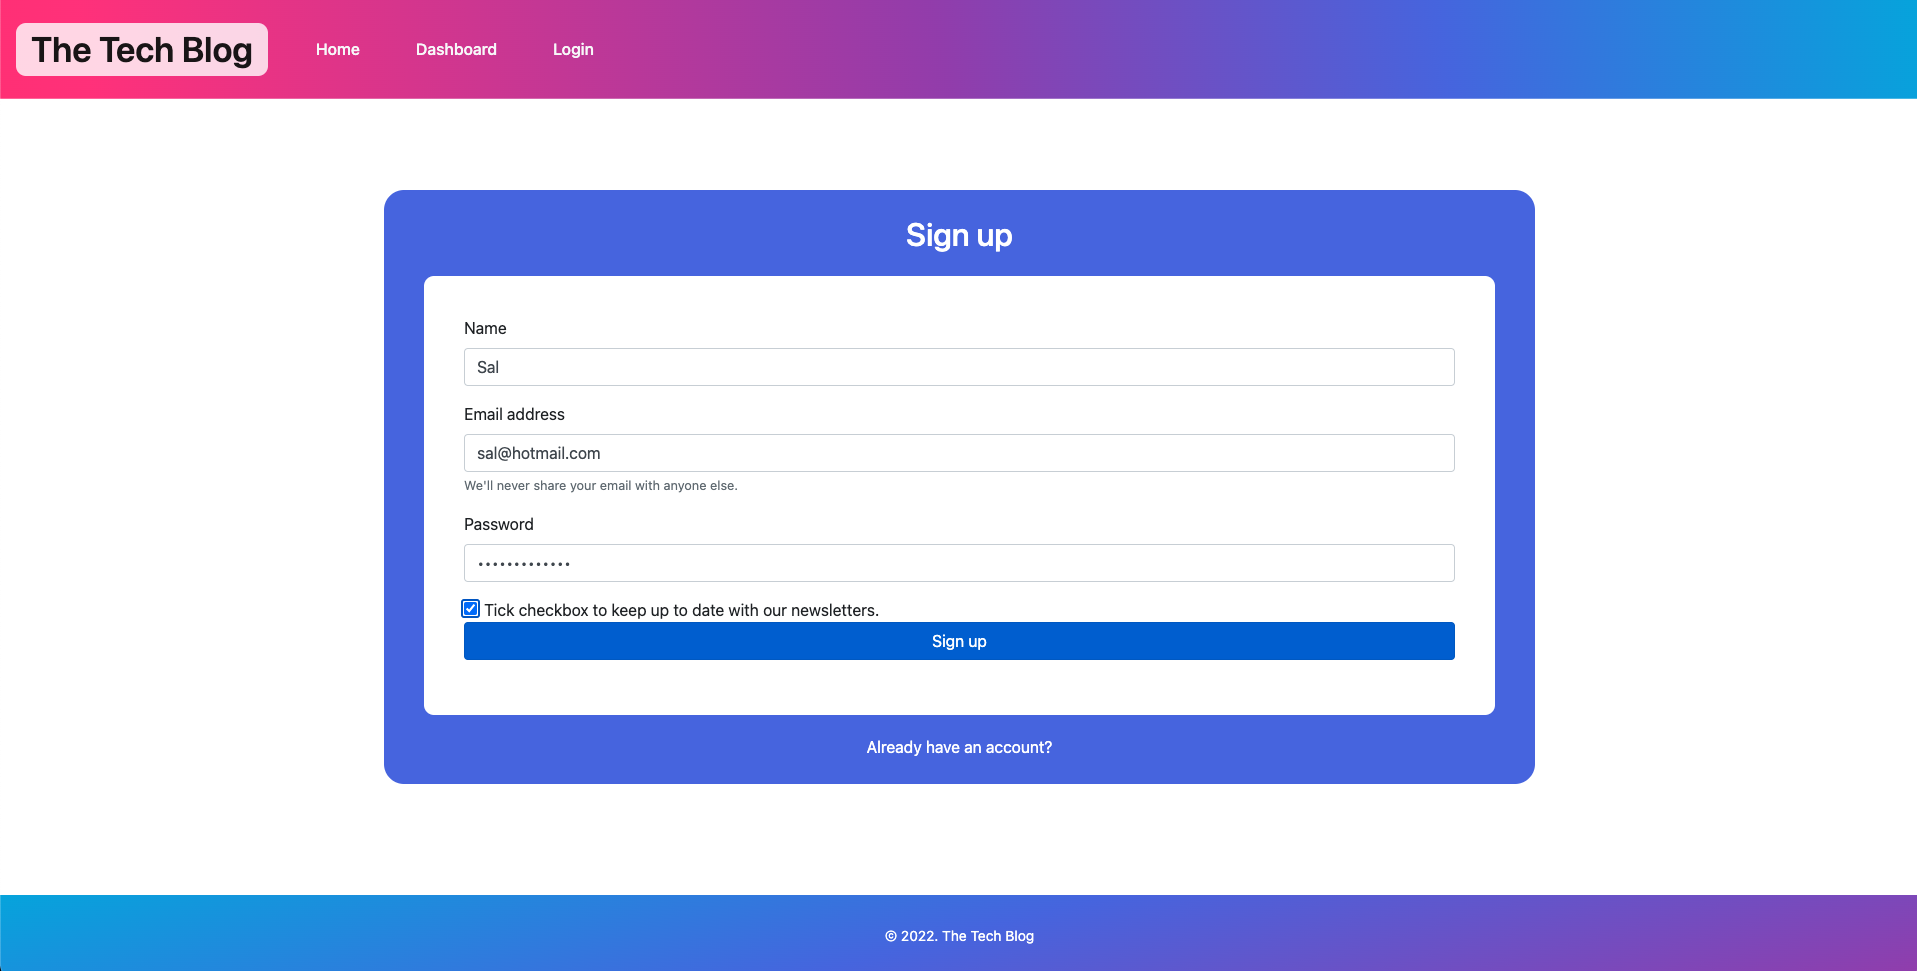 The Tech Blog Home Dashboard Login
Sign up
Name
Sal
Email address
sal@hotmail.com
We'll never share your email with anyone else.
Password
•••••••••••••
Tick checkbox to keep up to date with our newsletters.
Sign up
Already have an account?
© 2022. The Tech Blog